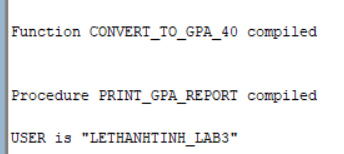 Function CONVERT_TO_GPA_40 compiled
Procedure PRINT_GPA_REPORT compiled
USER is "LETHANHTINH_LAB3"